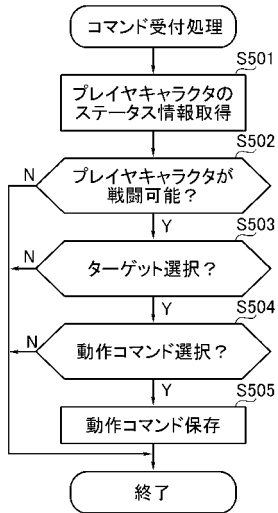 コマンド受付処理
S501
プレイヤキャラクタの
ステータス情報取得
S502
プレイヤキャラクタが
戦闘可能?
N
Y
S503
ターゲット選択?
N
Y
S504
動作コマンド選択?
N
Y
S505
動作コマンド保存
終了